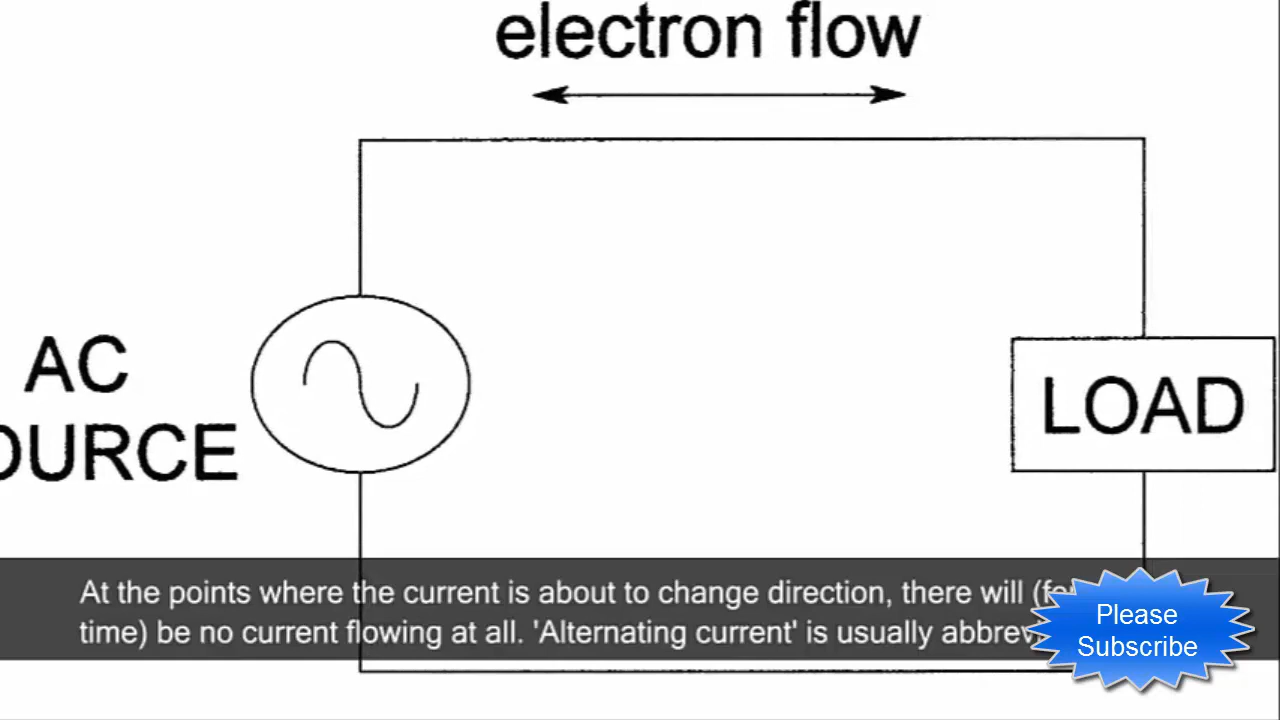 electron flow
AC
OURCE
LOAD
At the points where the current is about to change direction, there will
time) be no current flowing at all. 'Alternating current' is usually
Please
Subscribe